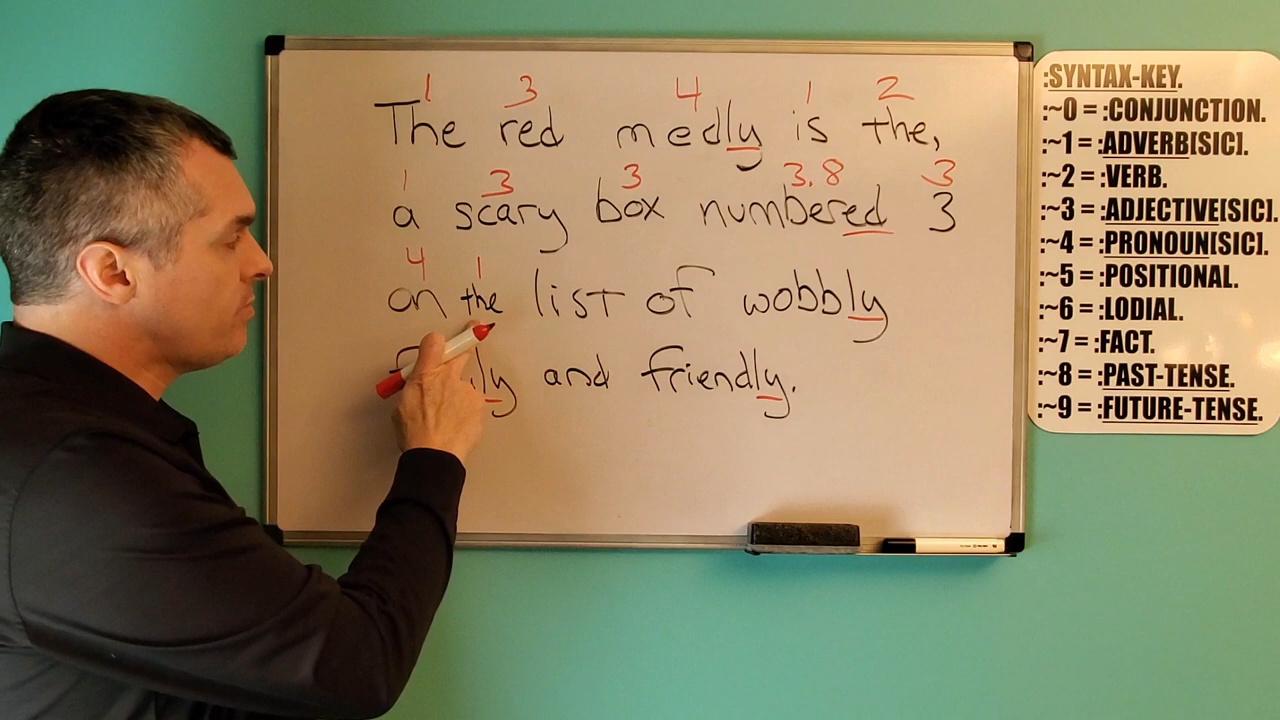 1 3 4 1 2
The red medly is the,
1 3 3 3.8 3
a scary box numbered 3
4 1
on the list of wobbly
and friendly.
:SYNTAX-KEY.
:~0 = :CONJUNCTION.
:~1 = :ADVERB[SIC].
:~2 = :VERB.
:~3 = :ADJECTIVE[SIC].
:~4 = :PRONOUN[SIC].
:~5 = :POSITIONAL.
:~6 = :LODIAL.
:~7 = :FACT.
:~8 = :PAST-TENSE.
:~9 = :FUTURE-TENSE.